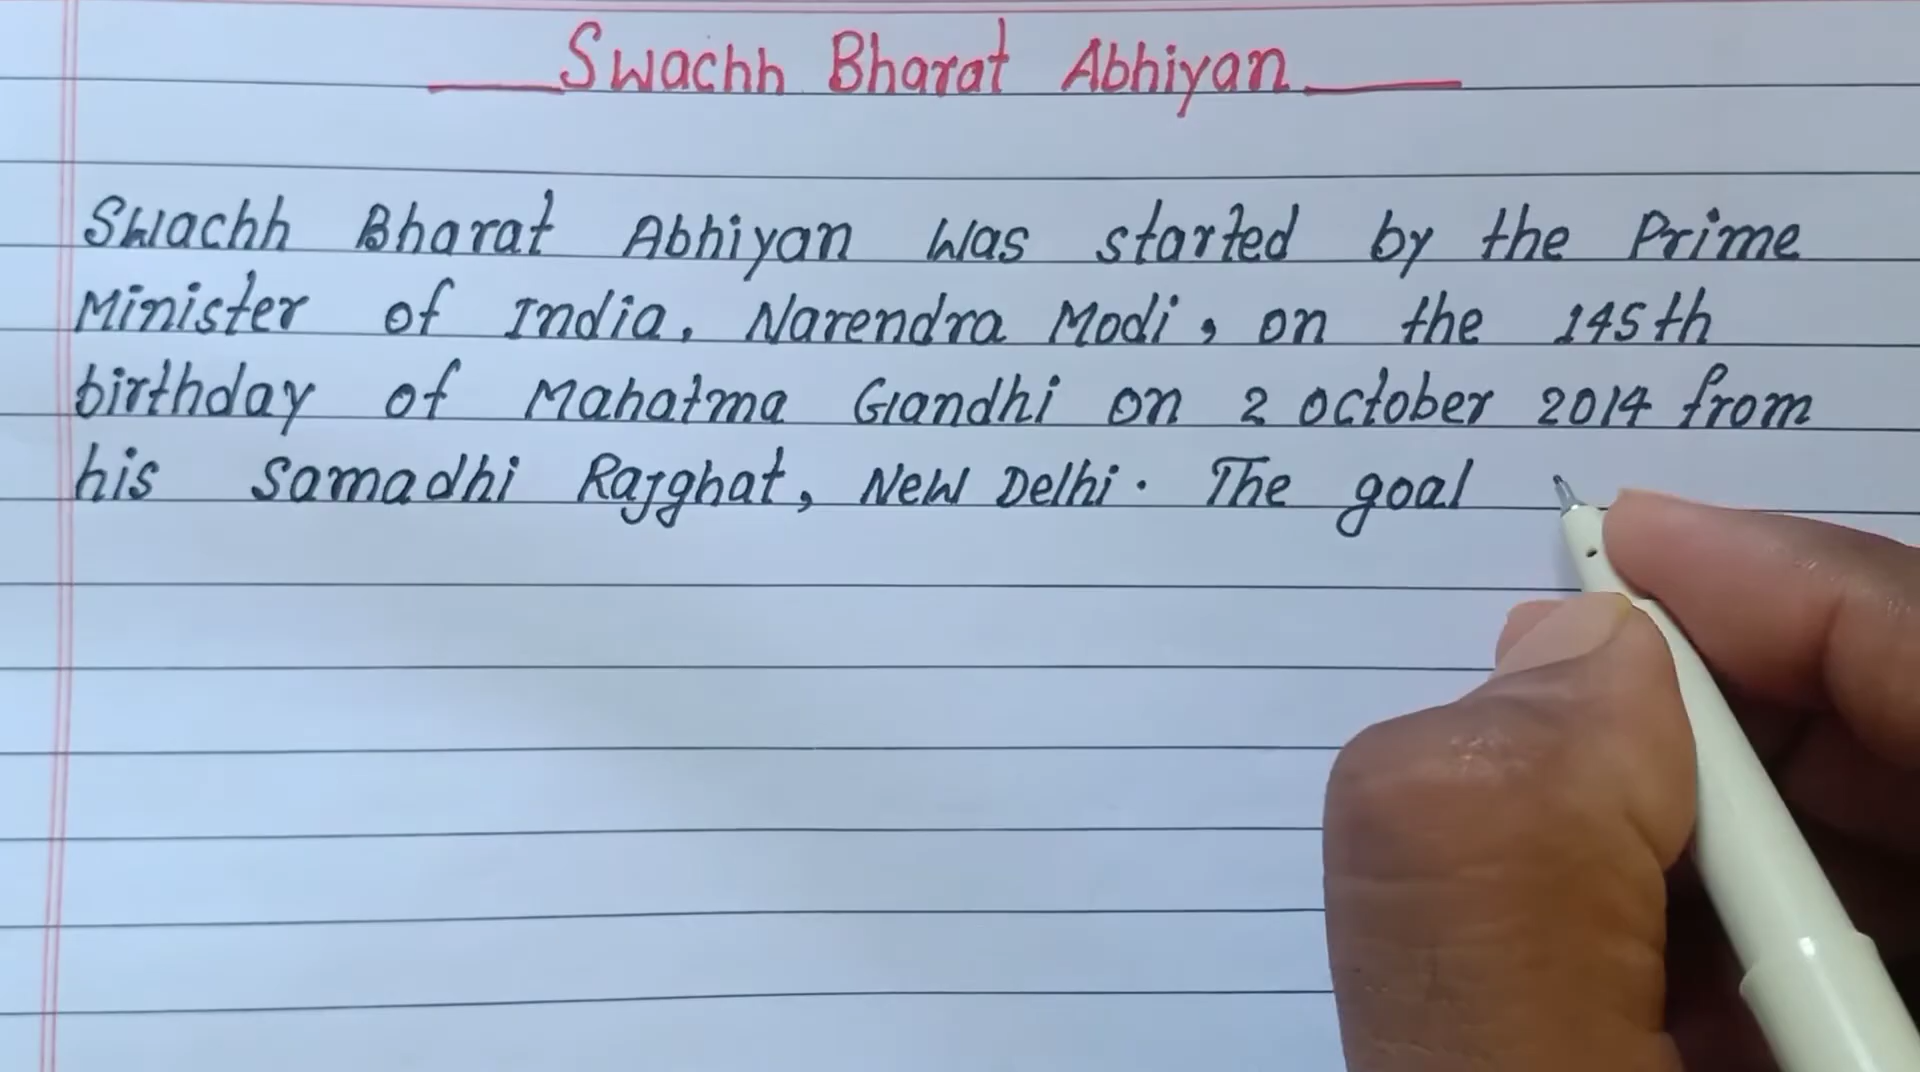 Swachh Bharat Abhiyan
Swachh Bharat Abhiyan was started by the Prime
Minister of India, Narendra Modi, on the 145th
birthday of Mahatma Gandhi on 2 October 2014 from
his Samadhi Rajghat, New Delhi. The goal